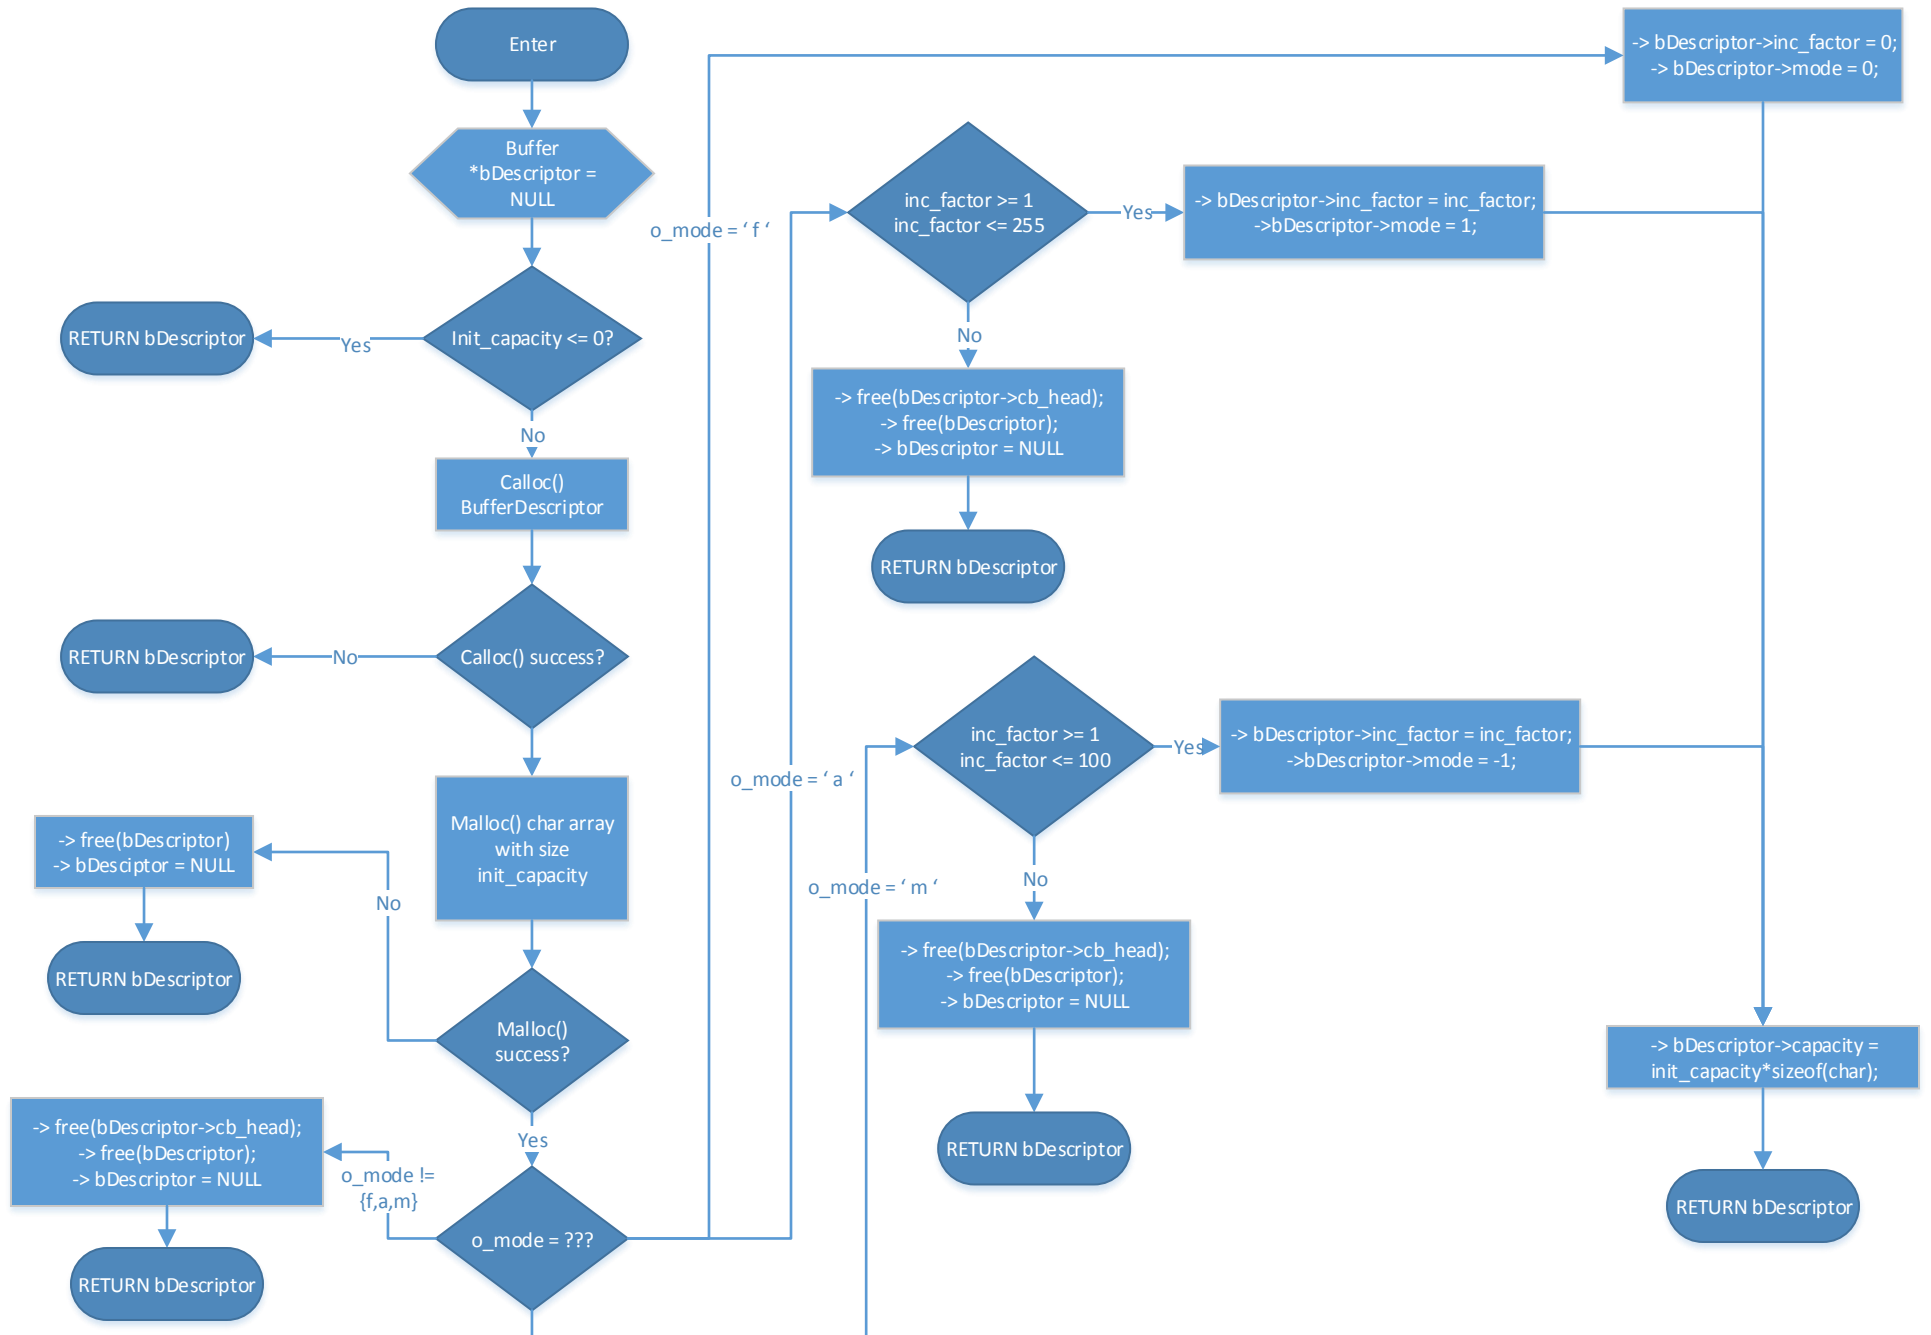 Enter
Buffer
*bDescriptor =
NULL
Init_capacity <= 0?
Yes
RETURN bDescriptor
No
Calloc()
BufferDescriptor
Calloc() success?
No
RETURN bDescriptor
Malloc() char array
with size
init_capacity
Malloc()
success?
No
-> free(bDescriptor)
-> bDesciptor = NULL
RETURN bDescriptor
Yes
o_mode = ???
o_mode !=
{f,a,m}
-> free(bDescriptor->cb_head);
-> free(bDescriptor);
-> bDescriptor = NULL
RETURN bDescriptor
o_mode = ‘ f ‘
-> bDescriptor->inc_factor = 0;
-> bDescriptor->mode = 0;
o_mode = ‘ a ‘
inc_factor >= 1
inc_factor <= 255
Yes
-> bDescriptor->inc_factor = inc_factor;
->bDescriptor->mode = 1;
No
-> free(bDescriptor->cb_head);
-> free(bDescriptor);
-> bDescriptor = NULL
RETURN bDescriptor
o_mode = ‘ m ‘
inc_factor >= 1
inc_factor <= 100
Yes
-> bDescriptor->inc_factor = inc_factor;
->bDescriptor->mode = -1;
No
-> free(bDescriptor->cb_head);
-> free(bDescriptor);
-> bDescriptor = NULL
RETURN bDescriptor
-> bDescriptor->capacity =
init_capacity*sizeof(char);
RETURN bDescriptor